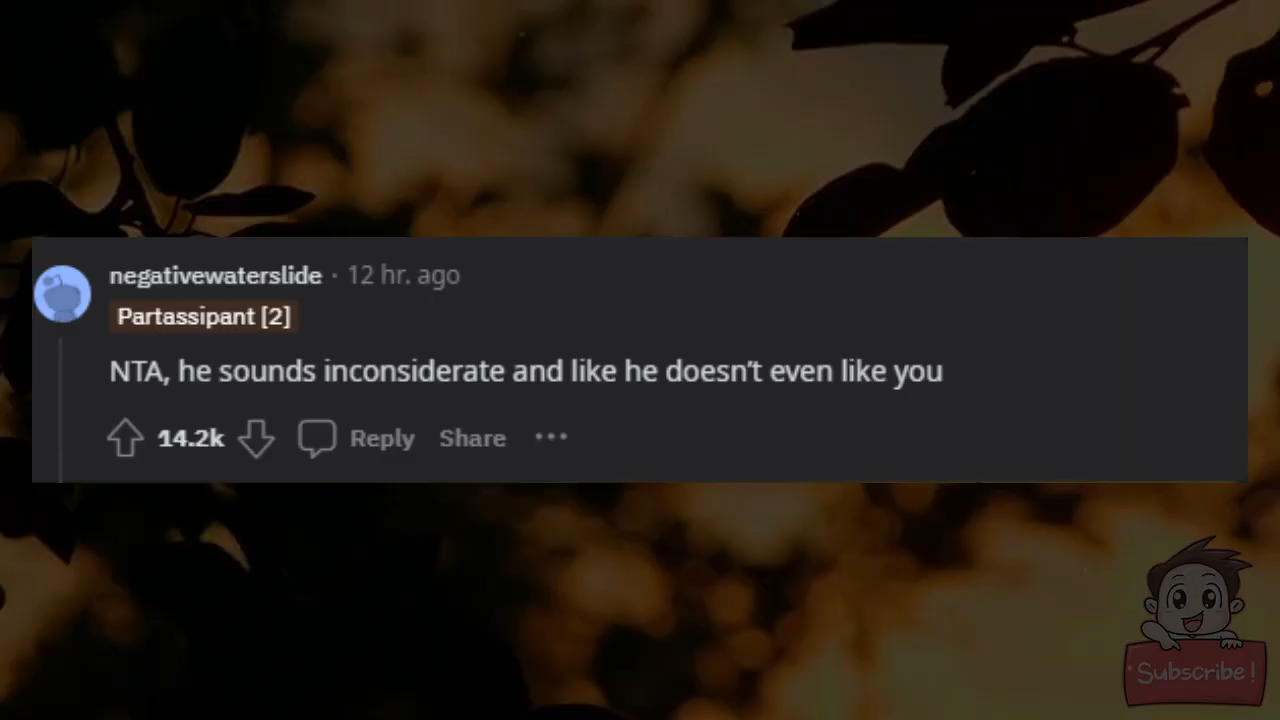 negativewaterslide · 12 hr. ago
Partassipant [2]
NTA, he sounds inconsiderate and like he doesn't even like you
14.2k Reply Share ···
Subscribe!